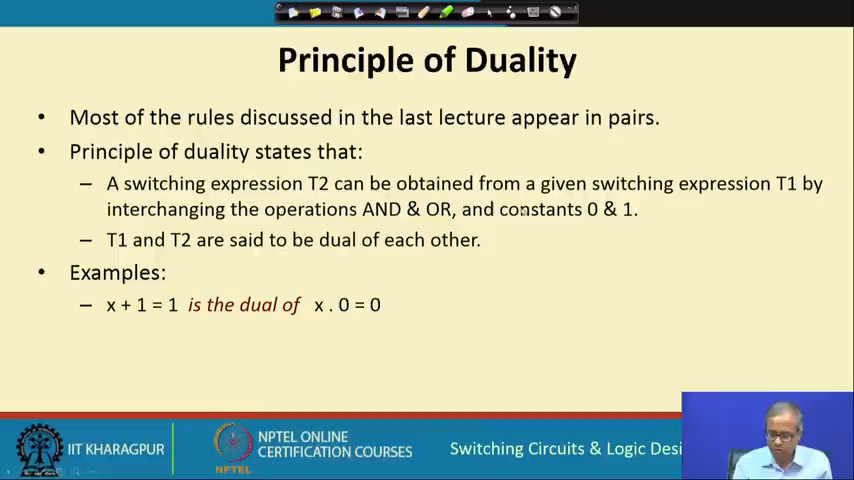 Principle of Duality
• Most of the rules discussed in the last lecture appear in pairs.
• Principle of duality states that:
– A switching expression T2 can be obtained from a given switching expression T1 by
interchanging the operations AND & OR, and constants 0 & 1.
– T1 and T2 are said to be dual of each other.
• Examples:
– x + 1 = 1 is the dual of x . 0 = 0
IIT KHARAGPUR
NPTEL
NPTEL ONLINE
CERTIFICATION COURSES
Switching Circuits & Logic Desi